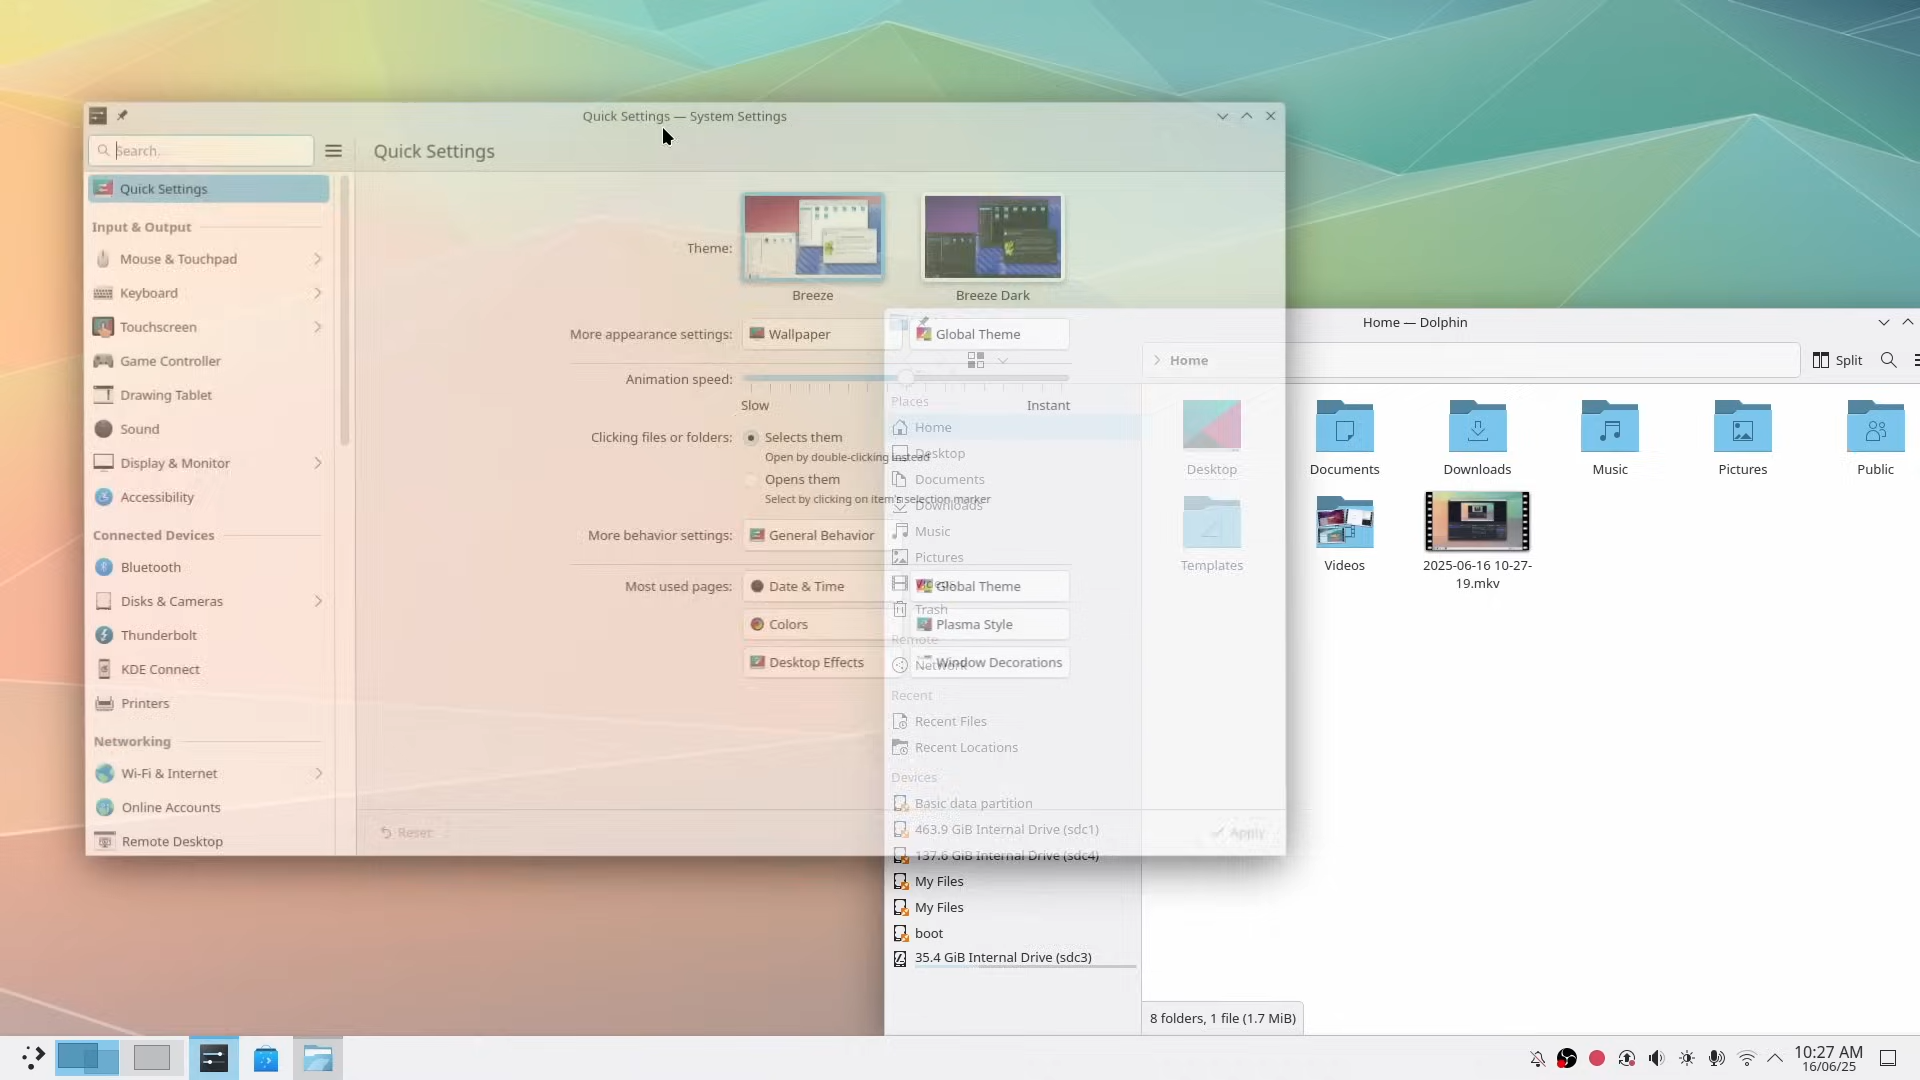 Quick Settings — System Settings
Search...
Quick Settings
Quick Settings
Input & Output
Mouse & Touchpad
Keyboard
Touchscreen
Game Controller
Drawing Tablet
Sound
Display & Monitor
Accessibility
Connected Devices
Bluetooth
Disks & Cameras
Thunderbolt
KDE Connect
Printers
Networking
Wi-Fi & Internet
Online Accounts
Remote Desktop
Theme:
Breeze
Breeze Dark
More appearance settings:
Wallpaper
Global Theme
Animation speed:
Slow
Instant
Clicking files or folders:
Selects them
Open by double-clicking instead
Opens them
Select by clicking on item's selection marker
More behavior settings:
General Behavior
Most used pages:
Date & Time
Global Theme
Colors
Plasma Style
Desktop Effects
Window Decorations
Reset
Apply
Home — Dolphin
Home
Split
Places
Home
Desktop
Documents
Downloads
Music
Pictures
Videos
Trash
Remote
Network
Recent
Recent Files
Recent Locations
Devices
Basic data partition
463.9 GiB Internal Drive (sdc1)
137.6 GiB Internal Drive (sdc4)
My Files
My Files
boot
35.4 GiB Internal Drive (sdc3)
Desktop
Documents
Downloads
Music
Pictures
Public
Templates
Videos
2025-06-16 10-27-
19.mkv
8 folders, 1 file (1.7 MiB)
10:27 AM
16/06/25